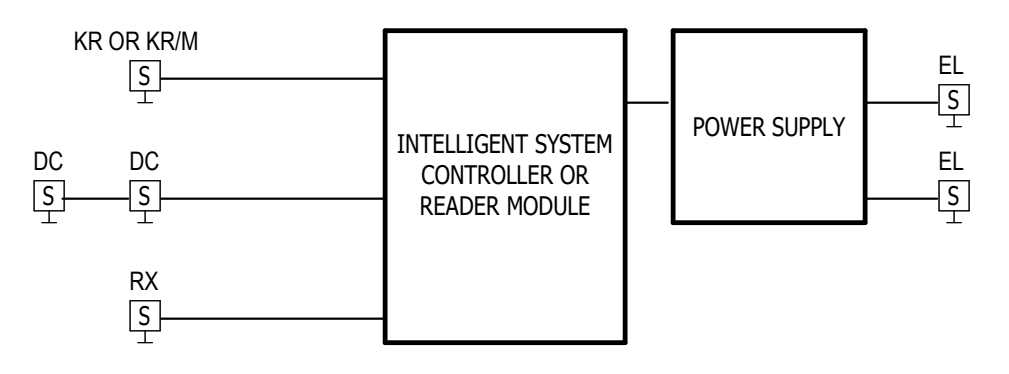 KR OR KR/M
S
DC
S
DC
S
RX
S
INTELLIGENT SYSTEM
CONTROLLER OR
READER MODULE
POWER SUPPLY
EL
S
EL
S